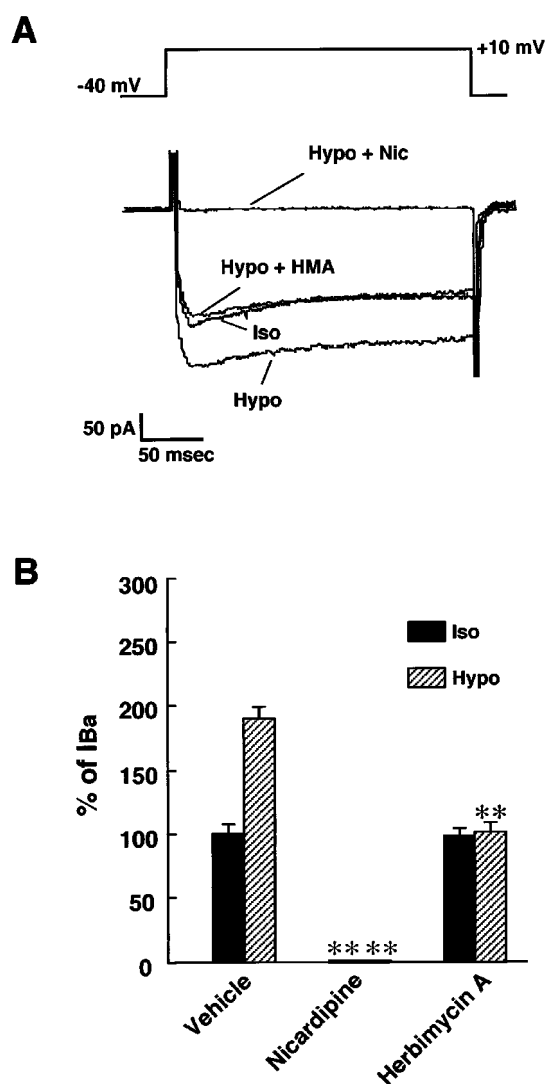 A
-40 mV
+10 mV
Hypo + Nic
Hypo + HMA
Iso
Hypo
50 pA
50 msec
B
300
250
200
150
100
50
0
% of IBa
Iso
Hypo
** **
**
Vehicle
Nicardipine
Herbimycin A